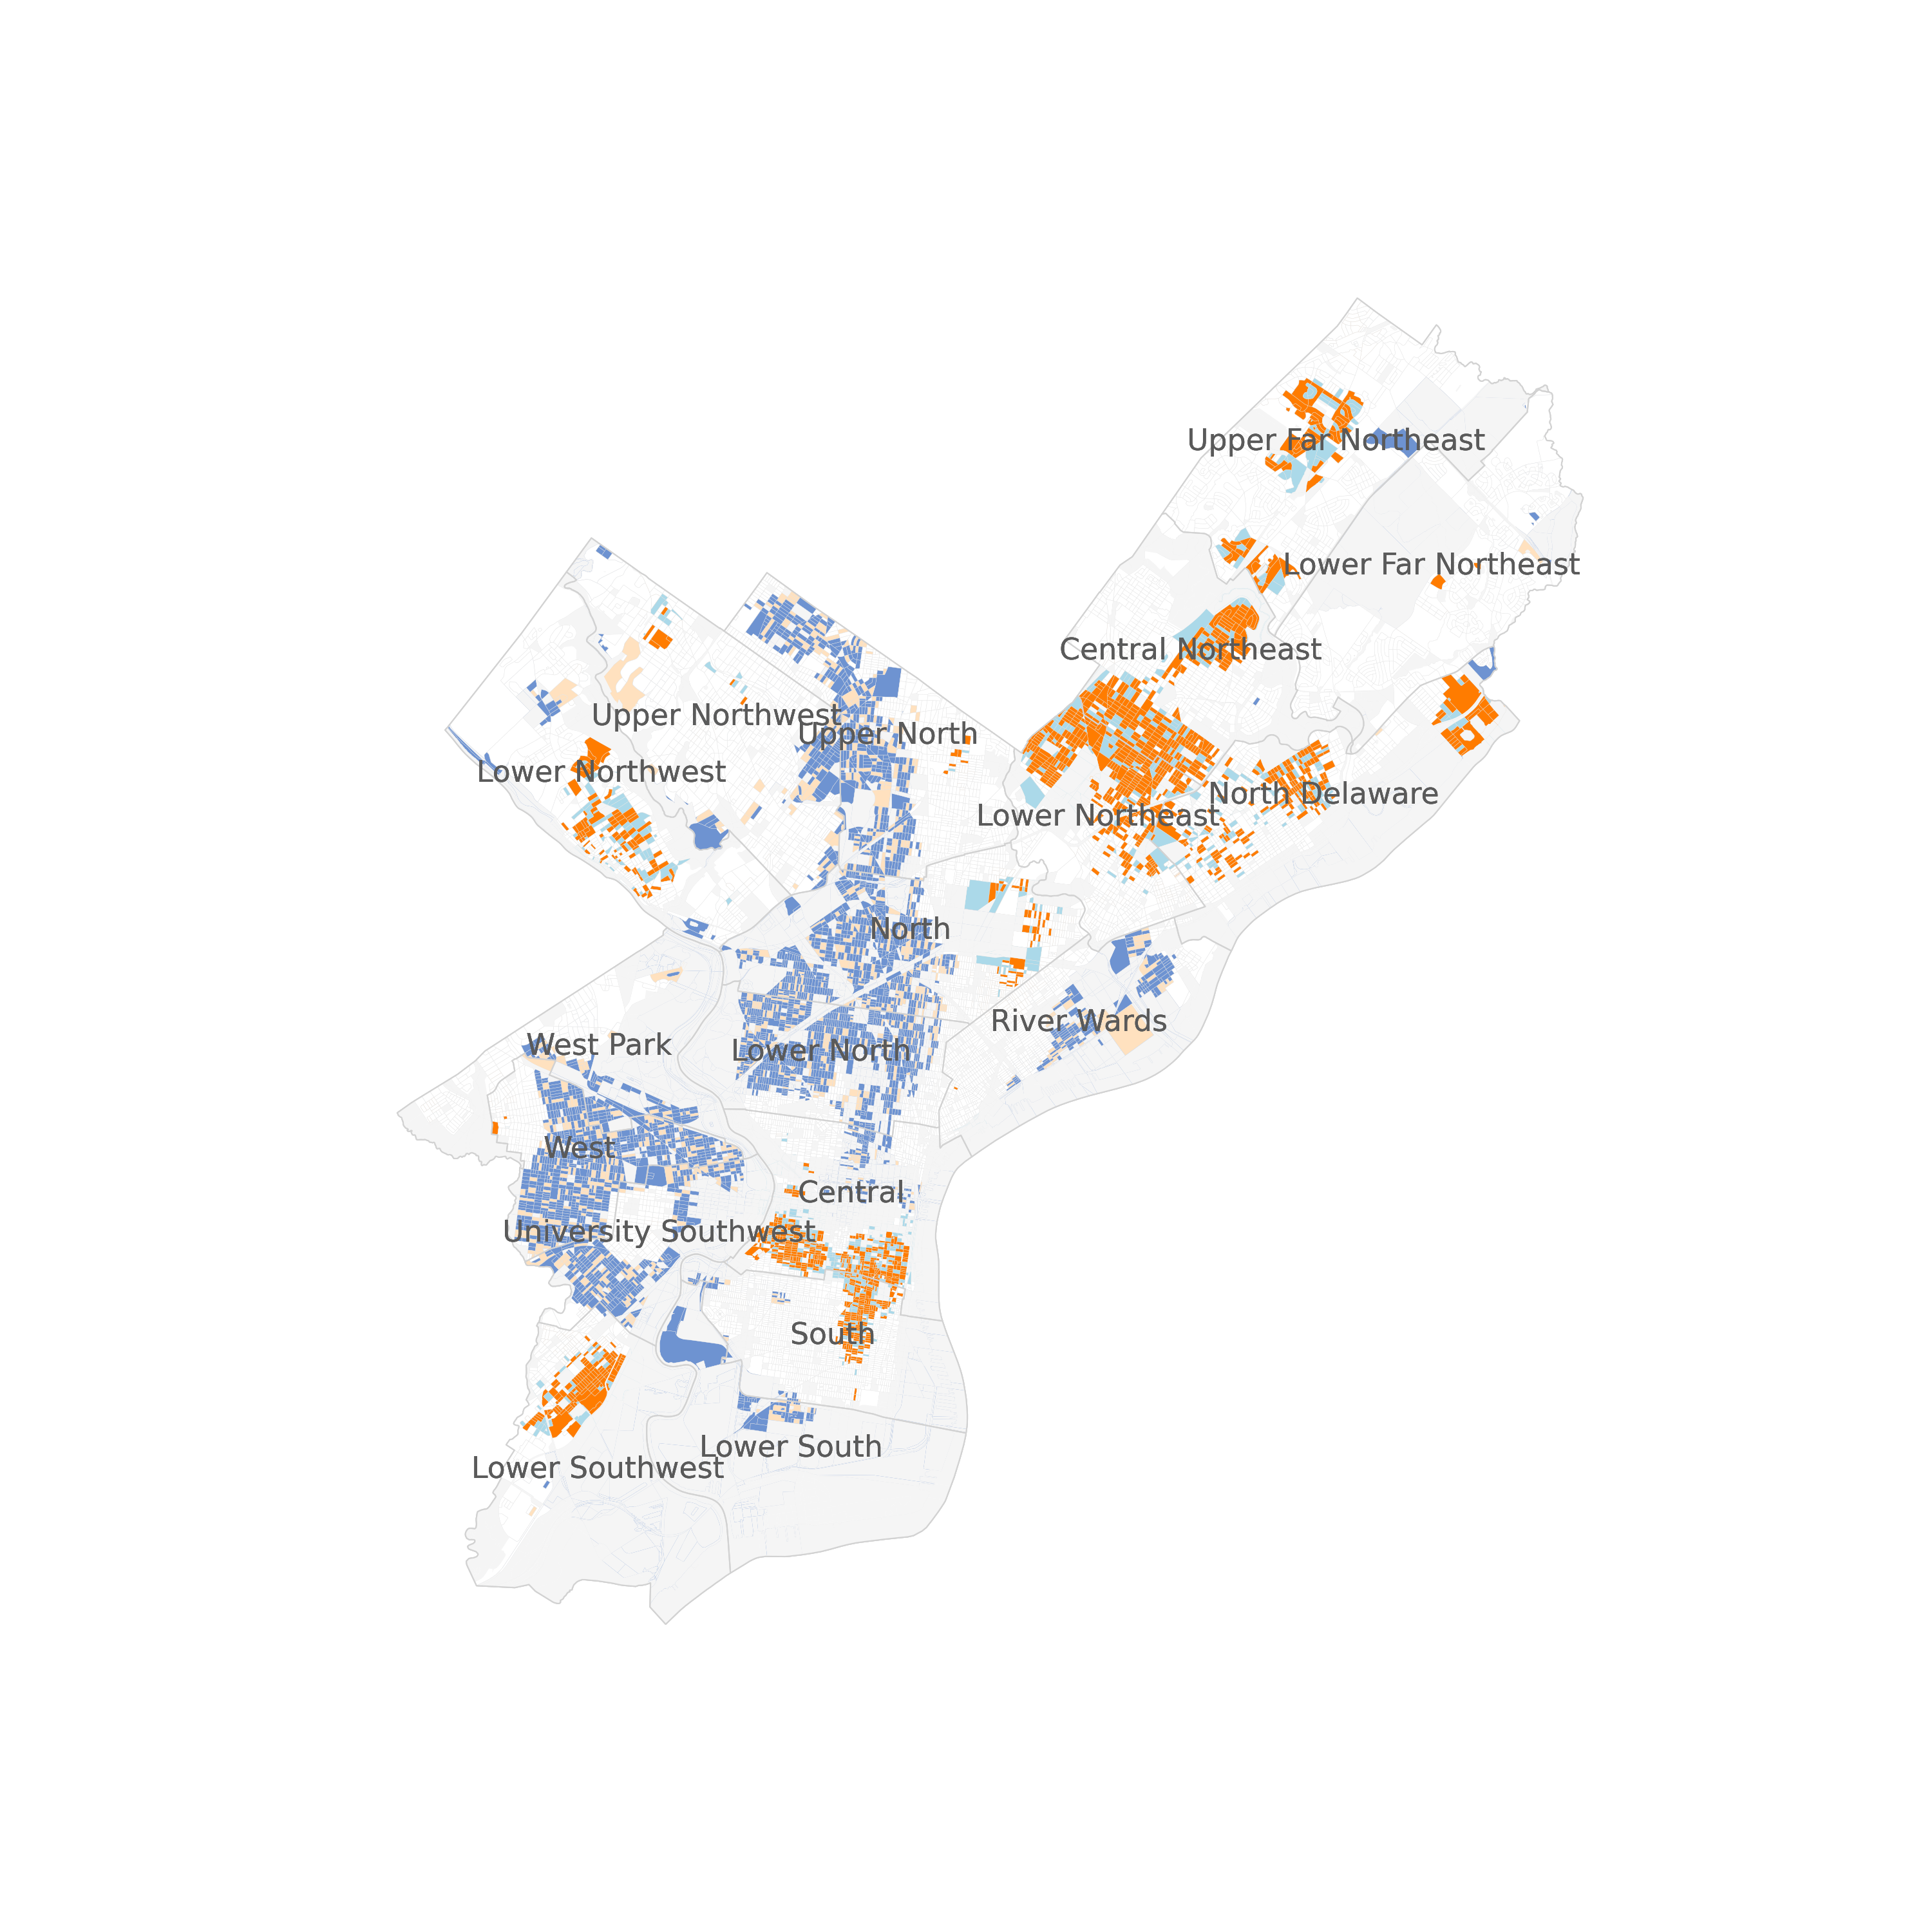 Upper Far Northeast
Lower Far Northeast
Central Northeast
Upper Northwest
Upper North
Lower Northwest
North Delaware
Lower Northeast
North
River Wards
West Park
Lower North
West
Central
University Southwest
South
Lower South
Lower Southwest